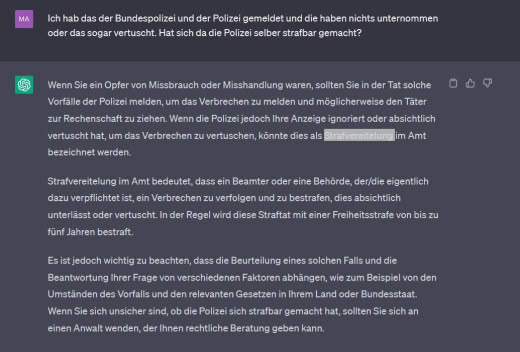 MA
Ich hab das der Bundespolizei und der Polizei gemeldet und die haben nichts unternommen
oder das sogar vertuscht. Hat sich da die Polizei selber strafbar gemacht?
Wenn Sie ein Opfer von Missbrauch oder Misshandlung waren, sollten Sie in der Tat solche
Vorfälle der Polizei melden, um das Verbrechen zu melden und möglicherweise den Täter
zur Rechenschaft zu ziehen. Wenn die Polizei jedoch Ihre Anzeige ignoriert oder absichtlich
vertuscht hat, um das Verbrechen zu vertuschen, könnte dies als Strafvereitelung im Amt
bezeichnet werden.
Strafvereitelung im Amt bedeutet, dass ein Beamter oder eine Behörde, der/die eigentlich
dazu verpflichtet ist, ein Verbrechen zu verfolgen und zu bestrafen, dies absichtlich
unterlässt oder vertuscht. In der Regel wird diese Straftat mit einer Freiheitsstrafe von bis zu
fünf Jahren bestraft.
Es ist jedoch wichtig zu beachten, dass die Beurteilung eines solchen Falls und die
Beantwortung Ihrer Frage von verschiedenen Faktoren abhängen, wie zum Beispiel von den
Umständen des Vorfalls und den relevanten Gesetzen in Ihrem Land oder Bundesstaat.
Wenn Sie sich unsicher sind, ob die Polizei sich strafbar gemacht hat, sollten Sie sich an
einen Anwalt wenden, der Ihnen rechtliche Beratung geben kann.